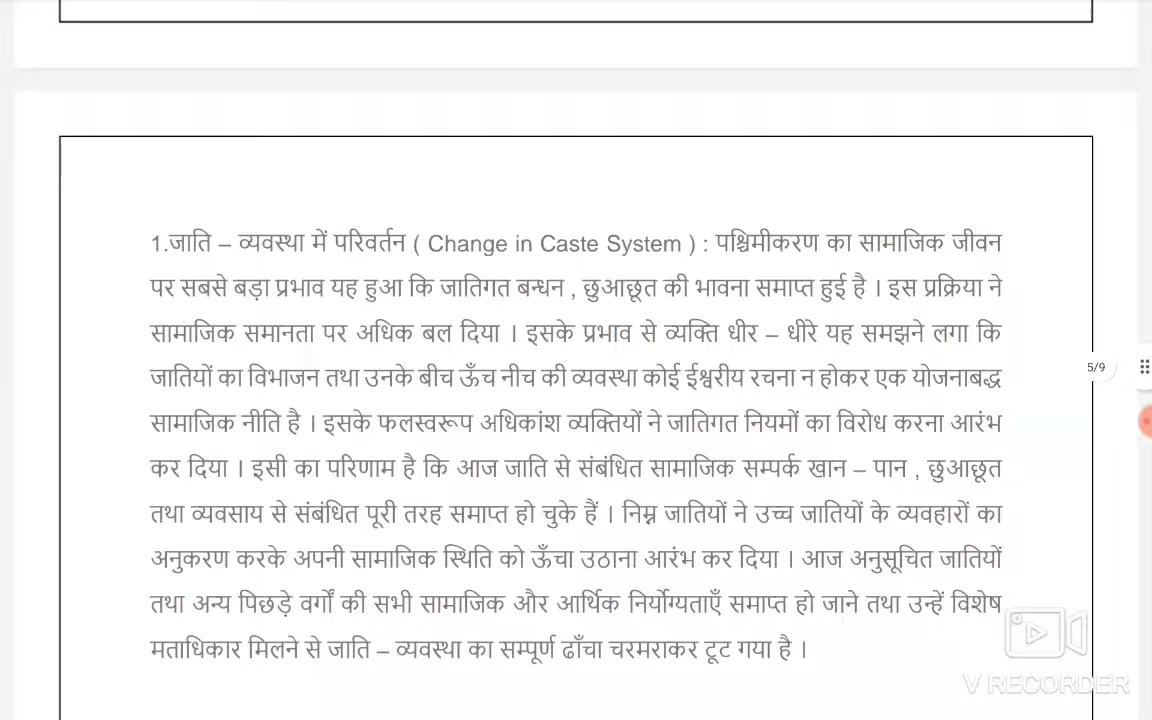 1.जाति – व्यवस्था में परिवर्तन ( Change in Caste System ) : पश्चिमीकरण का सामाजिक जीवन
पर सबसे बड़ा प्रभाव यह हुआ कि जातिगत बन्धन , छुआछूत की भावना समाप्त हुई है । इस प्रक्रिया ने
सामाजिक समानता पर अधिक बल दिया । इसके प्रभाव से व्यक्ति धीर – धीरे यह समझने लगा कि
जातियों का विभाजन तथा उनके बीच ऊँच नीच की व्यवस्था कोई ईश्वरीय रचना न होकर एक योजनाबद्ध
5/9
सामाजिक नीति है । इसके फलस्वरूप अधिकांश व्यक्तियों ने जातिगत नियमों का विरोध करना आरंभ
कर दिया । इसी का परिणाम है कि आज जाति से संबंधित सामाजिक सम्पर्क खान – पान , छुआछूत
तथा व्यवसाय से संबंधित पूरी तरह समाप्त हो चुके हैं । निम्न जातियों ने उच्च जातियों के व्यवहारों का
अनुकरण करके अपनी सामाजिक स्थिति को ऊँचा उठाना आरंभ कर दिया । आज अनुसूचित जातियों
तथा अन्य पिछड़े वर्गों की सभी सामाजिक और आर्थिक निर्योग्यताएँ समाप्त हो जाने तथा उन्हें विशेष
मताधिकार मिलने से जाति – व्यवस्था का सम्पूर्ण ढाँचा चरमराकर टूट गया है ।
V RECORDER